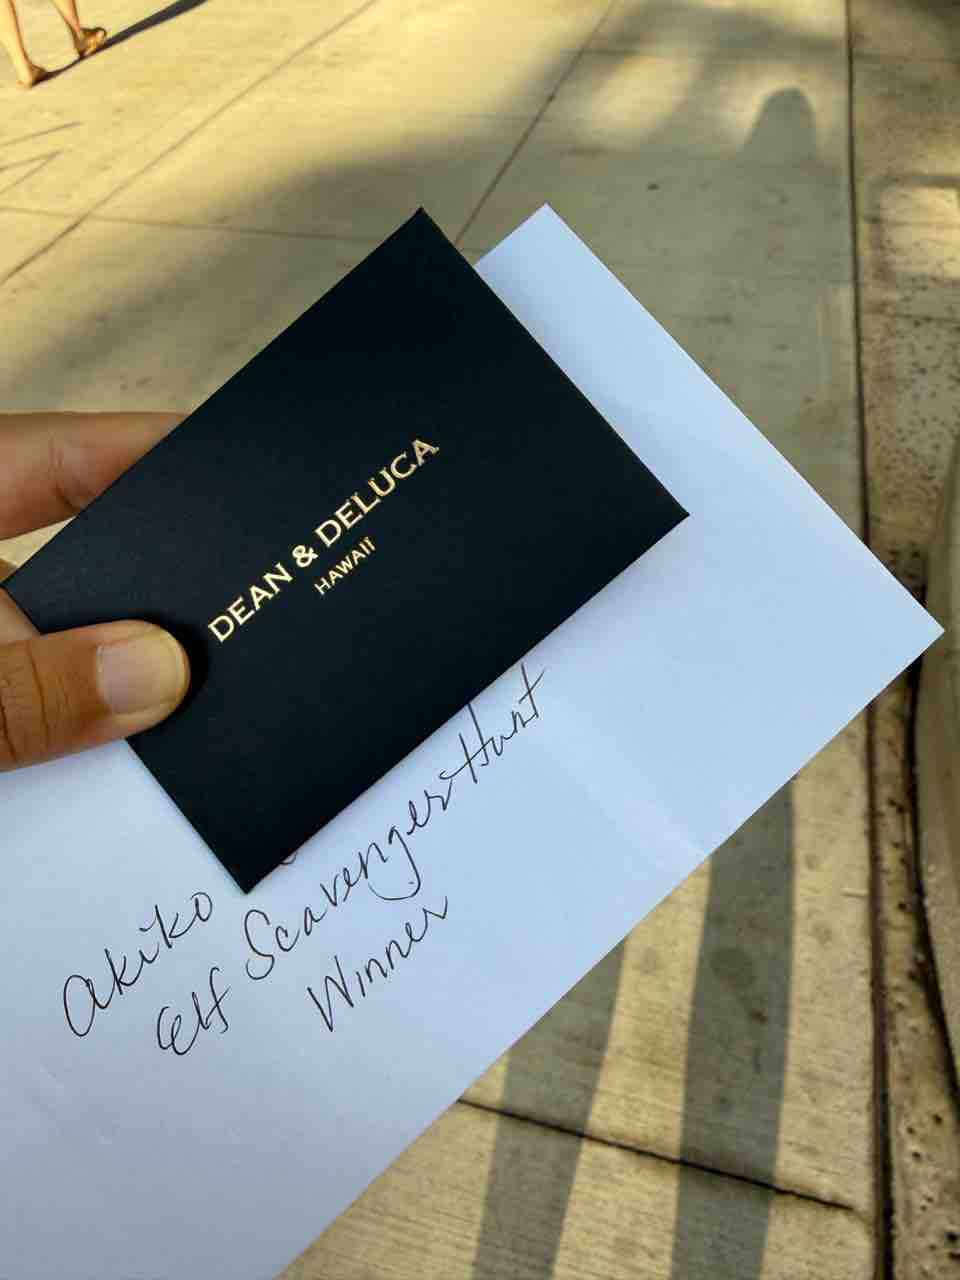 DEAN & DELUCA
HAWAII
akiko
Elf Scavenger Hunt
Winner